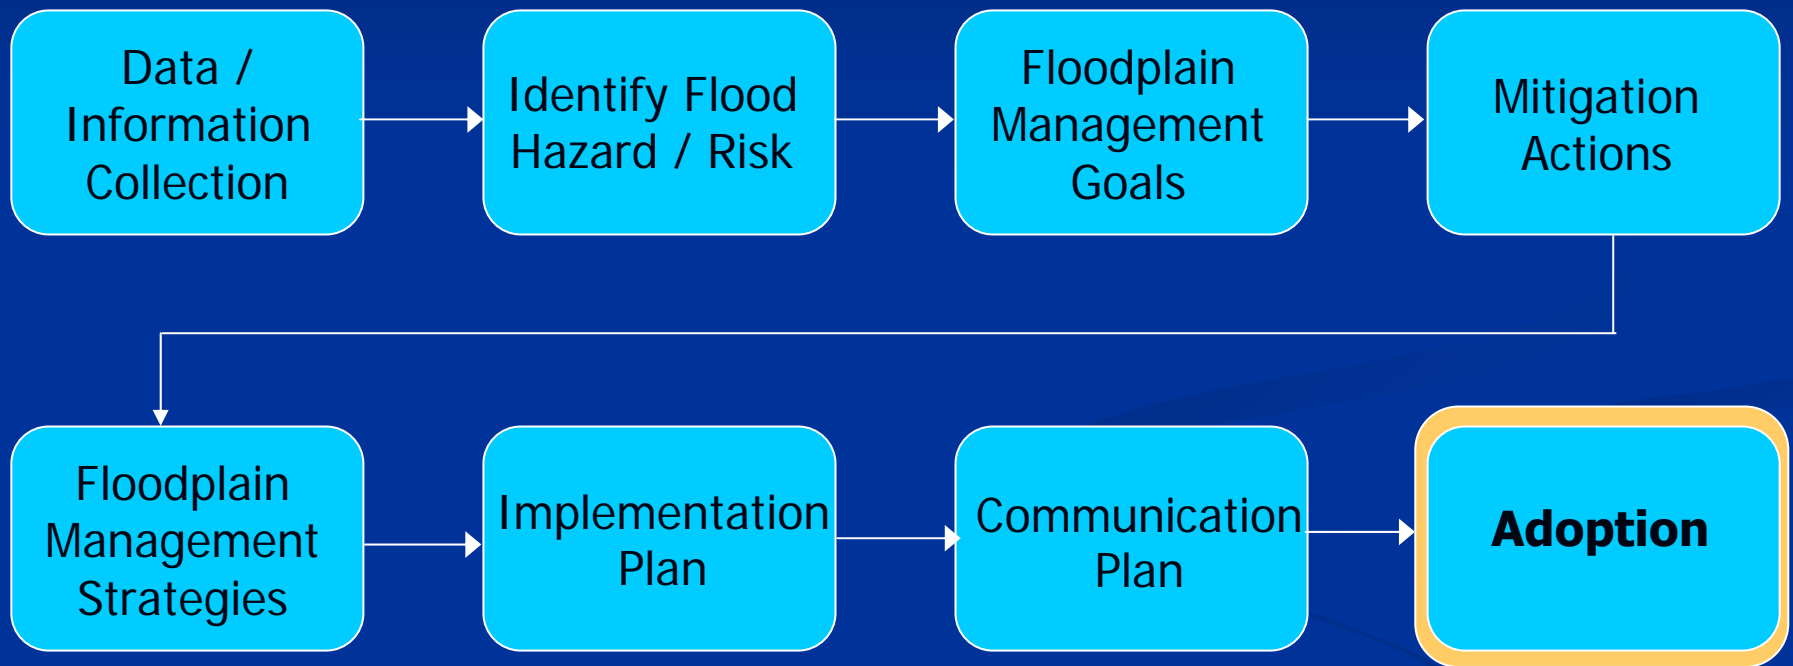 Data /
Information
Collection
Identify Flood
Hazard / Risk
Floodplain
Management
Goals
Mitigation
Actions
Floodplain
Management
Strategies
Implementation
Plan
Communication
Plan
Adoption